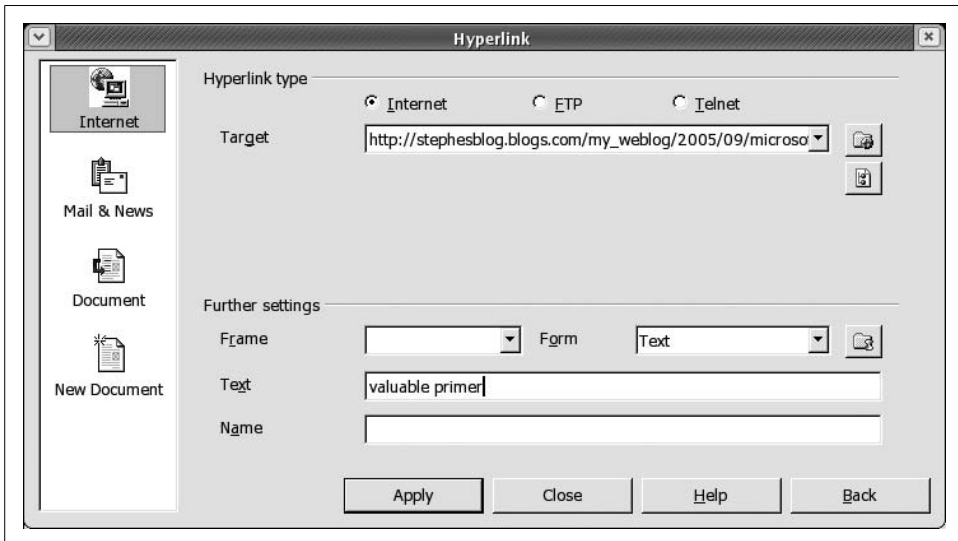 Hyperlink
Internet
Mail & News
Document
New Document
Hyperlink type
Internet FTP Telnet
Target http://stephesblog.blogs.com/my_weblog/2005/09/microso
Further settings
Frame Form Text
Text valuable primer
Name
Apply Close Help Back